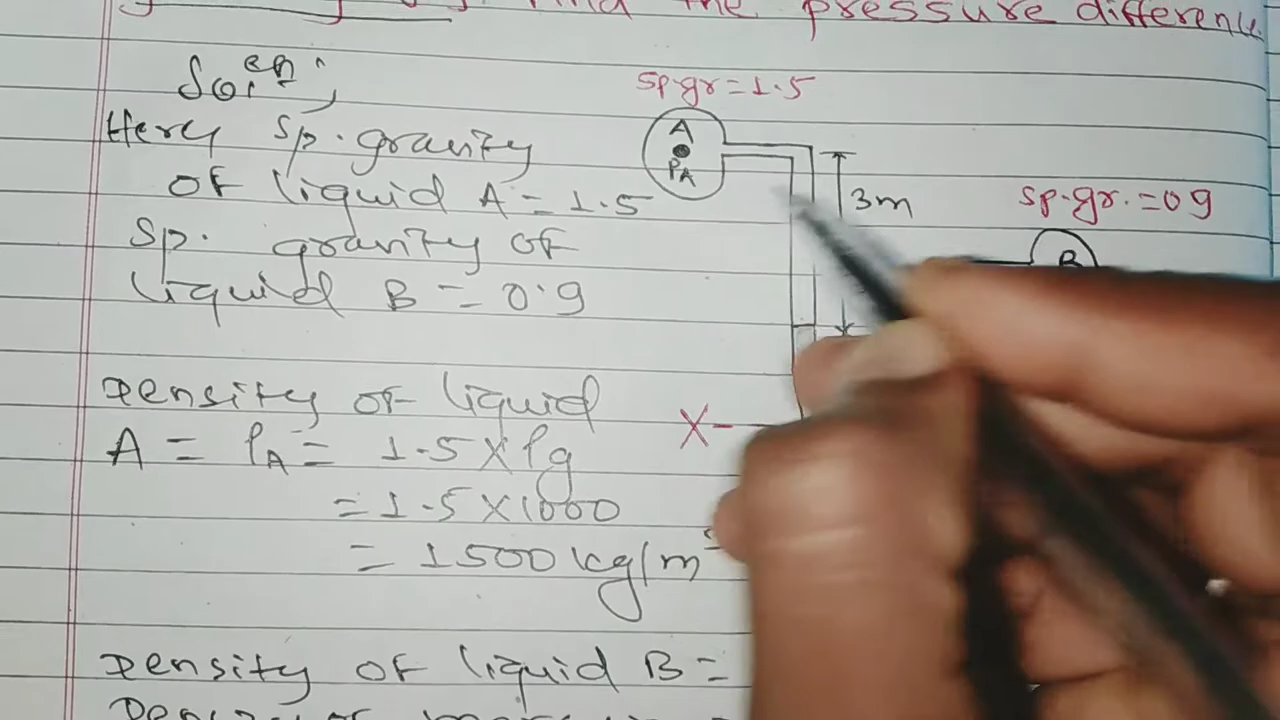 the pressure difference
Soln;
Here sp. gravity
of liquid A = 1.5
sp. gravity of
liquid B = 0.9
Density of liquid
A = ρA = 1.5 × ρg
= 1.5 × 1000
= 1500 kg/m
Density of liquid B =
sp.gr = 1.5
A
PA
3m
sp.gr. = 0 9
B
X-